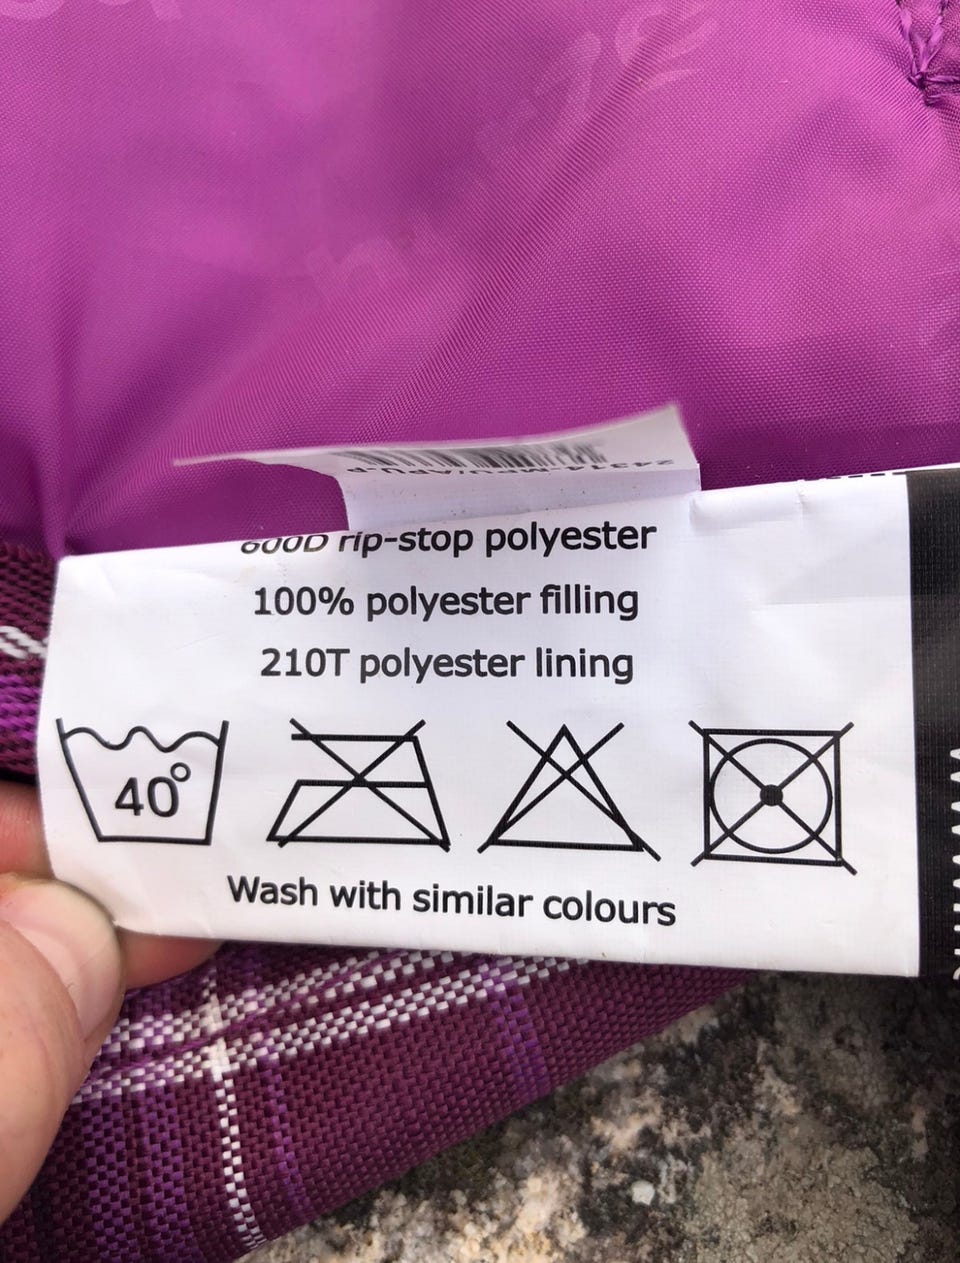 600D rip-stop polyester
100% polyester filling
210T polyester lining
40°
Wash with similar colours